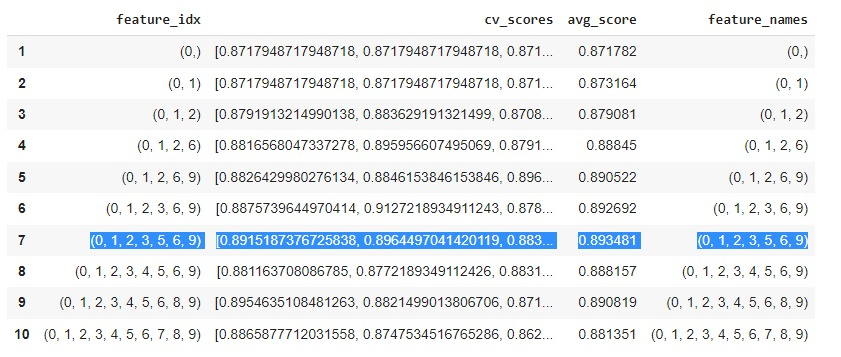 feature_idx cv_scores avg_score feature_names
1 (0,) [0.8717948717948718, 0.8717948717948718, 0.871... 0.871782 (0,)
2 (0, 1) [0.8717948717948718, 0.8717948717948718, 0.871... 0.873164 (0, 1)
3 (0, 1, 2) [0.8791913214990138, 0.883629191321499, 0.8708... 0.879081 (0, 1, 2)
4 (0, 1, 2, 6) [0.8816568047337278, 0.895956607495069, 0.8791... 0.88845 (0, 1, 2, 6)
5 (0, 1, 2, 6, 9) [0.8826429980276134, 0.8846153846153846, 0.896... 0.890522 (0, 1, 2, 6, 9)
6 (0, 1, 2, 3, 6, 9) [0.8875739644970414, 0.9127218934911243, 0.878... 0.892692 (0, 1, 2, 3, 6, 9)
7 (0, 1, 2, 3, 5, 6, 9) [0.8915187376725838, 0.8964497041420119, 0.883... 0.893481 (0, 1, 2, 3, 5, 6, 9)
8 (0, 1, 2, 3, 4, 5, 6, 9) [0.881163708086785, 0.8772189349112426, 0.8831... 0.888157 (0, 1, 2, 3, 4, 5, 6, 9)
9 (0, 1, 2, 3, 4, 5, 6, 8, 9) [0.8954635108481263, 0.8821499013806706, 0.871... 0.890819 (0, 1, 2, 3, 4, 5, 6, 8, 9)
10 (0, 1, 2, 3, 4, 5, 6, 7, 8, 9) [0.8865877712031558, 0.8747534516765286, 0.862... 0.881351 (0, 1, 2, 3, 4, 5, 6, 7, 8, 9)